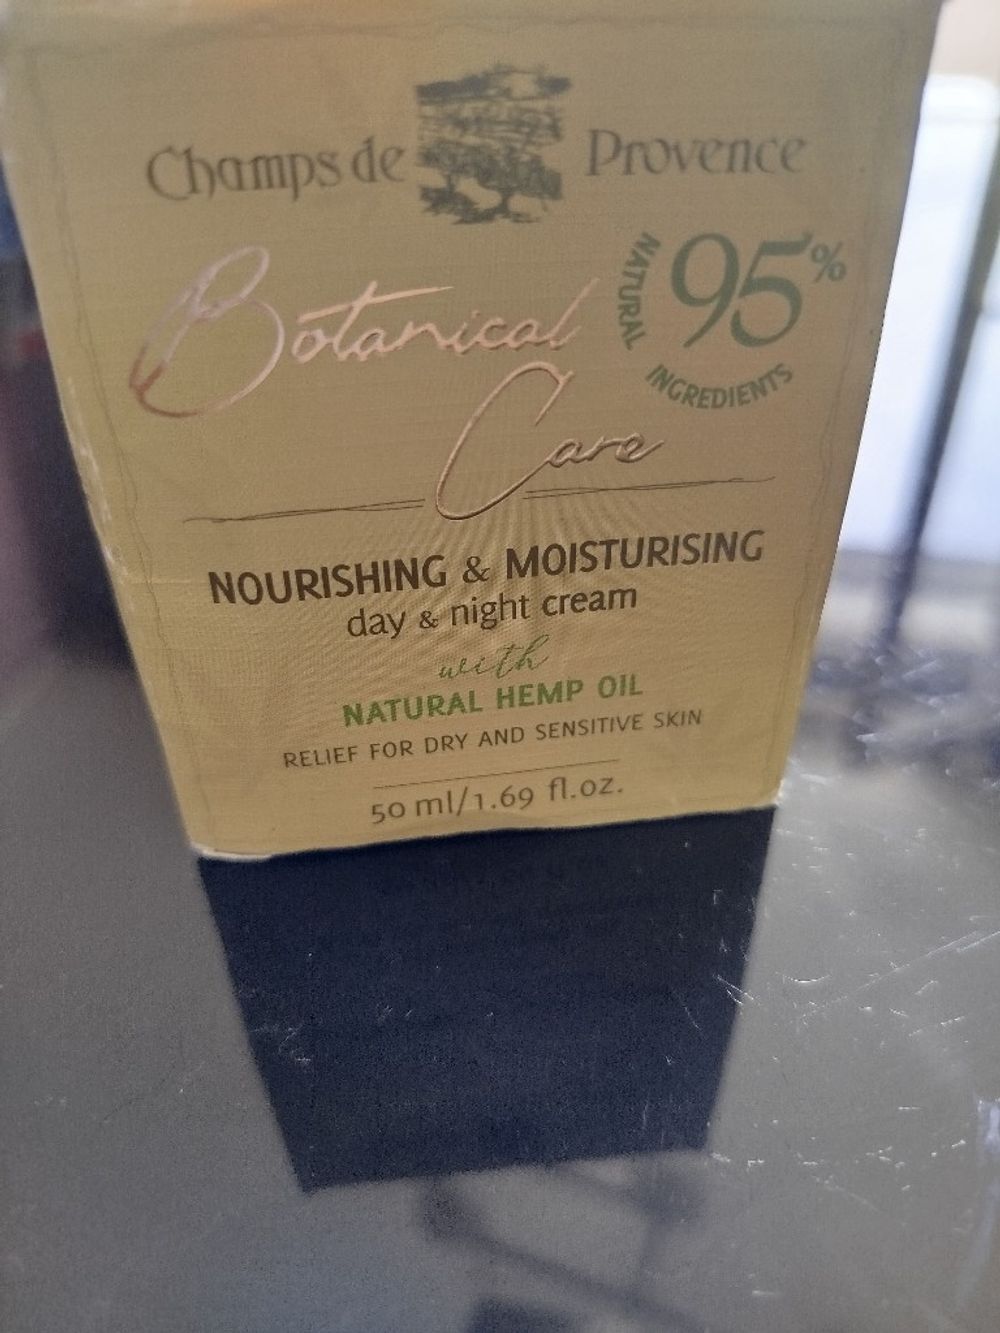 Champs de Provence
Botanical
Care
NATURAL 95%
INGREDIENTS
NOURISHING & MOISTURISING
day & night cream
with
NATURAL HEMP OIL
RELIEF FOR DRY AND SENSITIVE SKIN
50 ml/1.69 fl.oz.